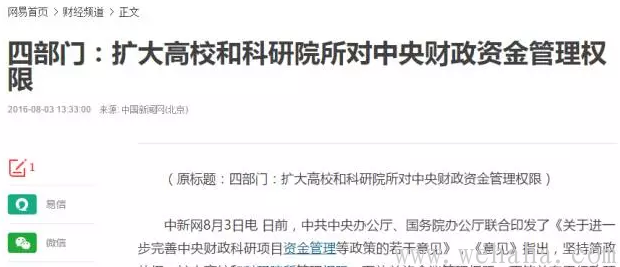 网易首页 > 财经频道 > 正文
四部门：扩大高校和科研院所对中央财政资金管理权
限
2016-08-03 13:33:00 来源: 中国新闻网(北京)
1
（原标题：四部门：扩大高校和科研院所对中央财政资金管理权限）
易信
中新网8月3日电 日前，中共中央办公厅、国务院办公厅联合印发了《关于进一
步完善中央财政科研项目资金管理等政策的若干意见》。《意见》指出，坚持简政
微信
www.wenaha.com